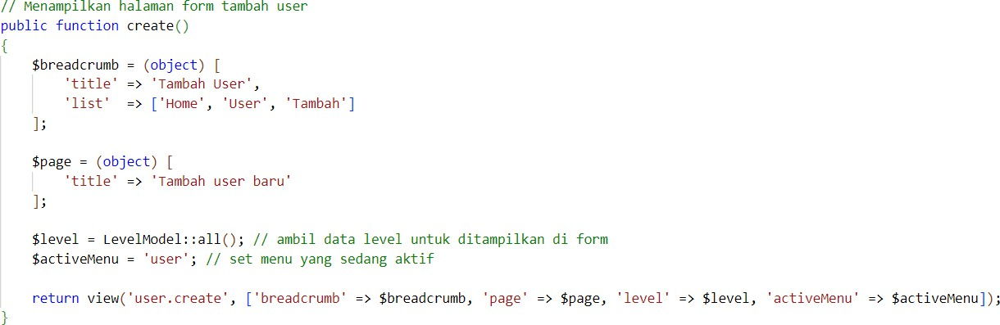 // Menampilkan halaman form tambah user
public function create()
{
    $breadcrumb = (object) [
        'title' => 'Tambah User',
        'list'  => ['Home', 'User', 'Tambah']
    ];

    $page = (object) [
        'title' => 'Tambah user baru'
    ];

    $level = LevelModel::all(); // ambil data level untuk ditampilkan di form
    $activeMenu = 'user'; // set menu yang sedang aktif

    return view('user.create', ['breadcrumb' => $breadcrumb, 'page' => $page, 'level' => $level, 'activeMenu' => $activeMenu]);
}